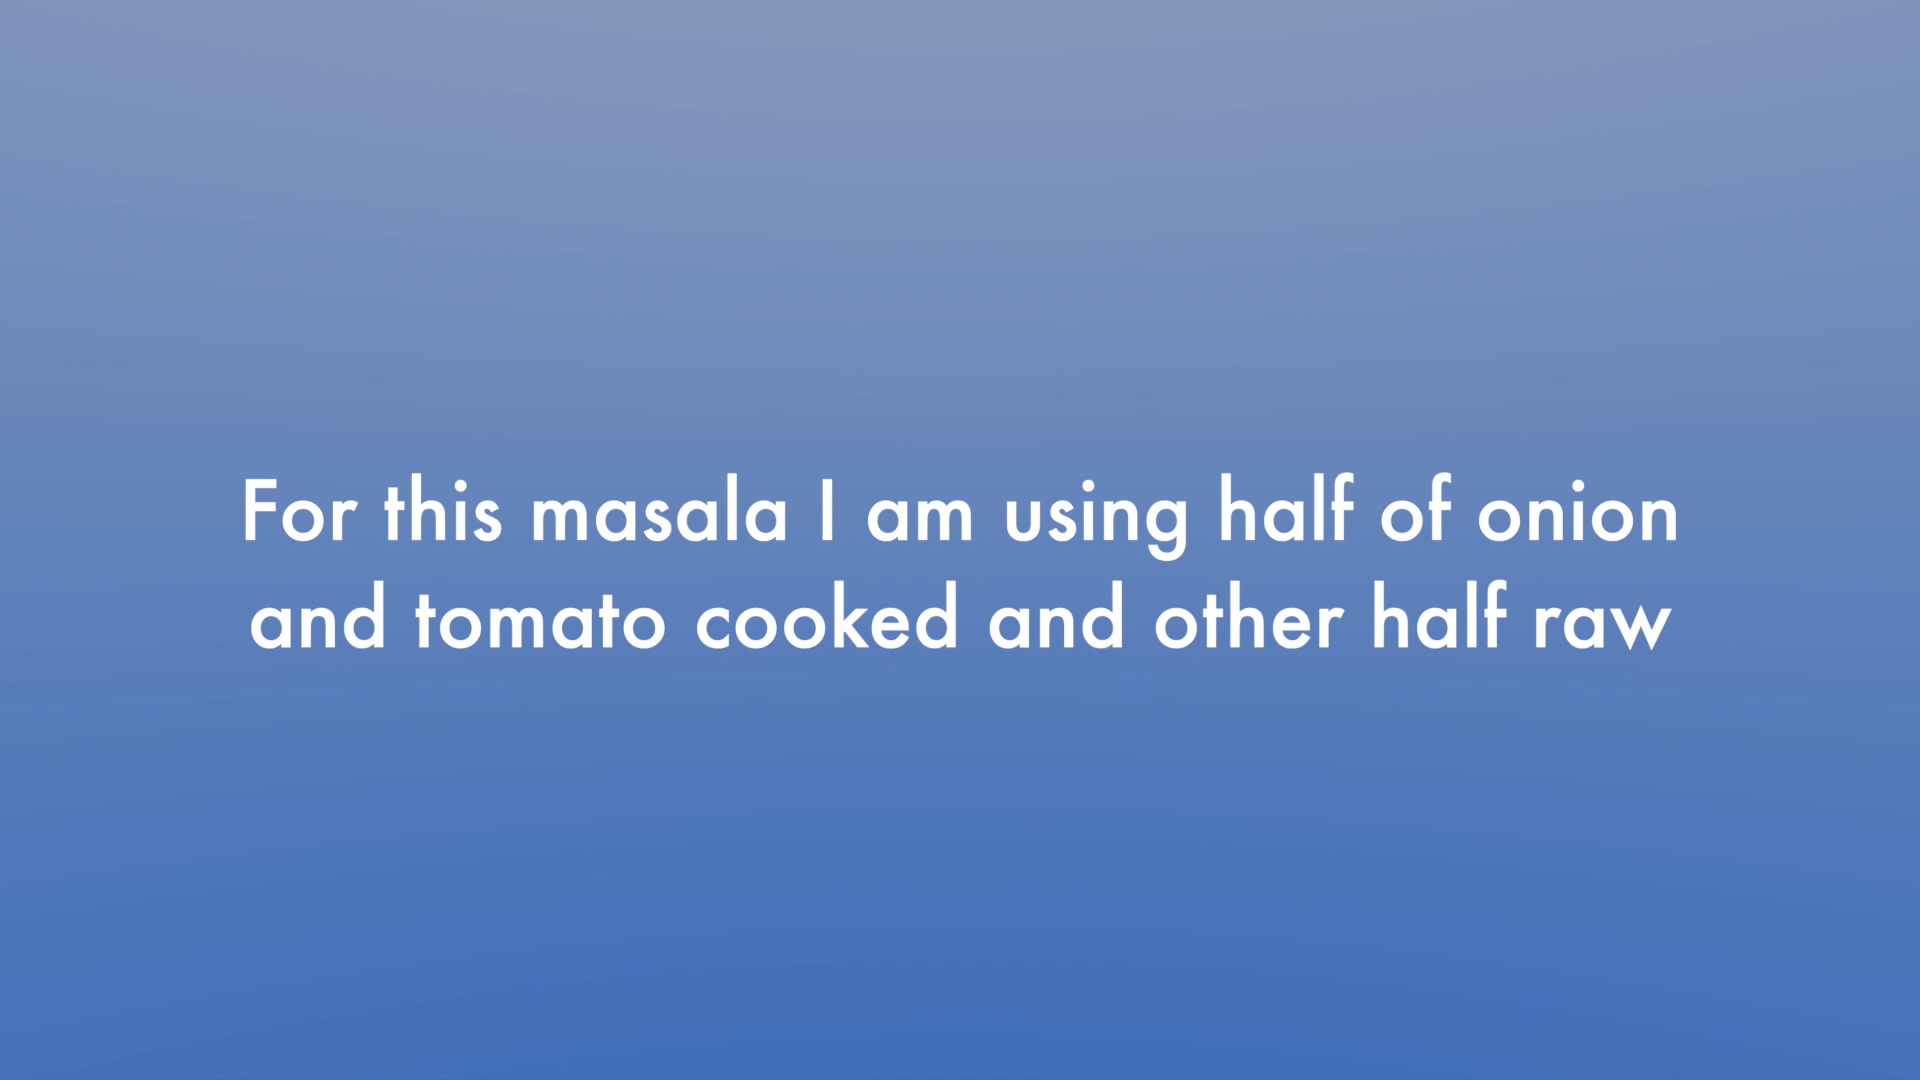 For this masala I am using half of onion
and tomato cooked and other half raw